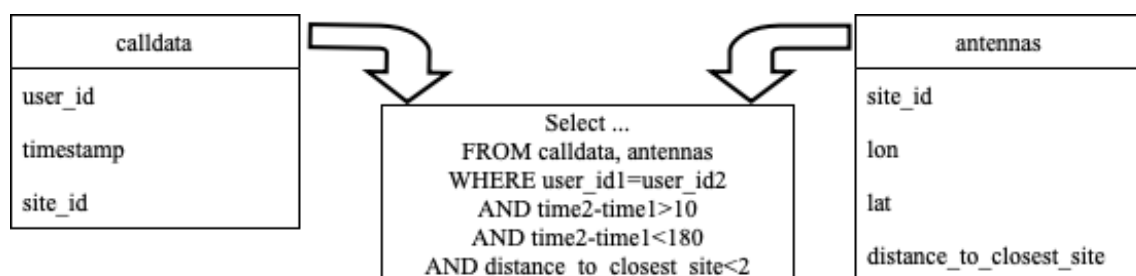 calldata
user_id
timestamp
site_id
Select ...
FROM calldata, antennas
WHERE user_id1=user_id2
AND time2-time1>10
AND time2-time1<180
AND distance_to_closest_site<2
antennas
site_id
lon
lat
distance_to_closest_site